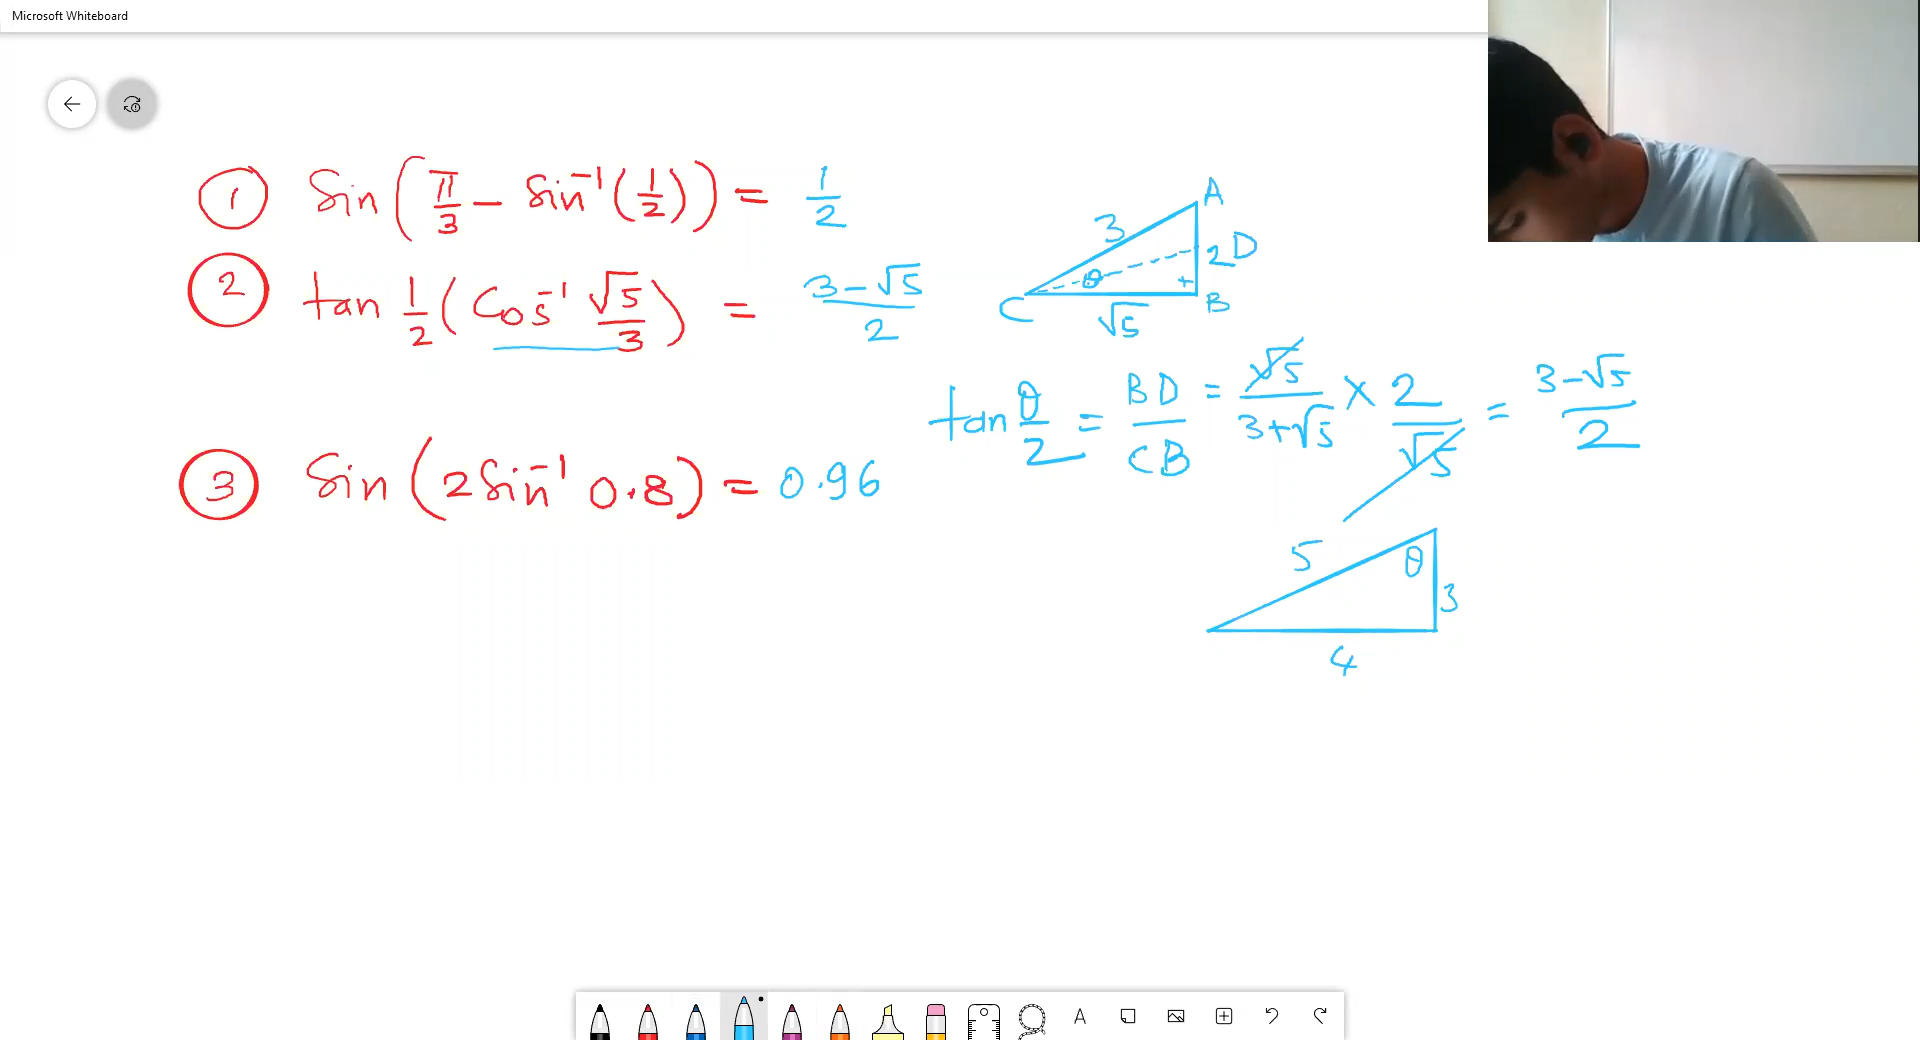 Microsoft Whiteboard
① Sin(π/3 − Sin⁻¹(1/2)) = 1/2
② tan 1/2 (Cos⁻¹ √5/3) = 3−√5/2
③ Sin(2Sin⁻¹ 0.8) = 0.96
A
3
2 D
θ
C
√5
B
tan θ/2 = BD/CB = √5/3+√5 × 2/√5 = 3−√5/2
5
θ
3
4
A